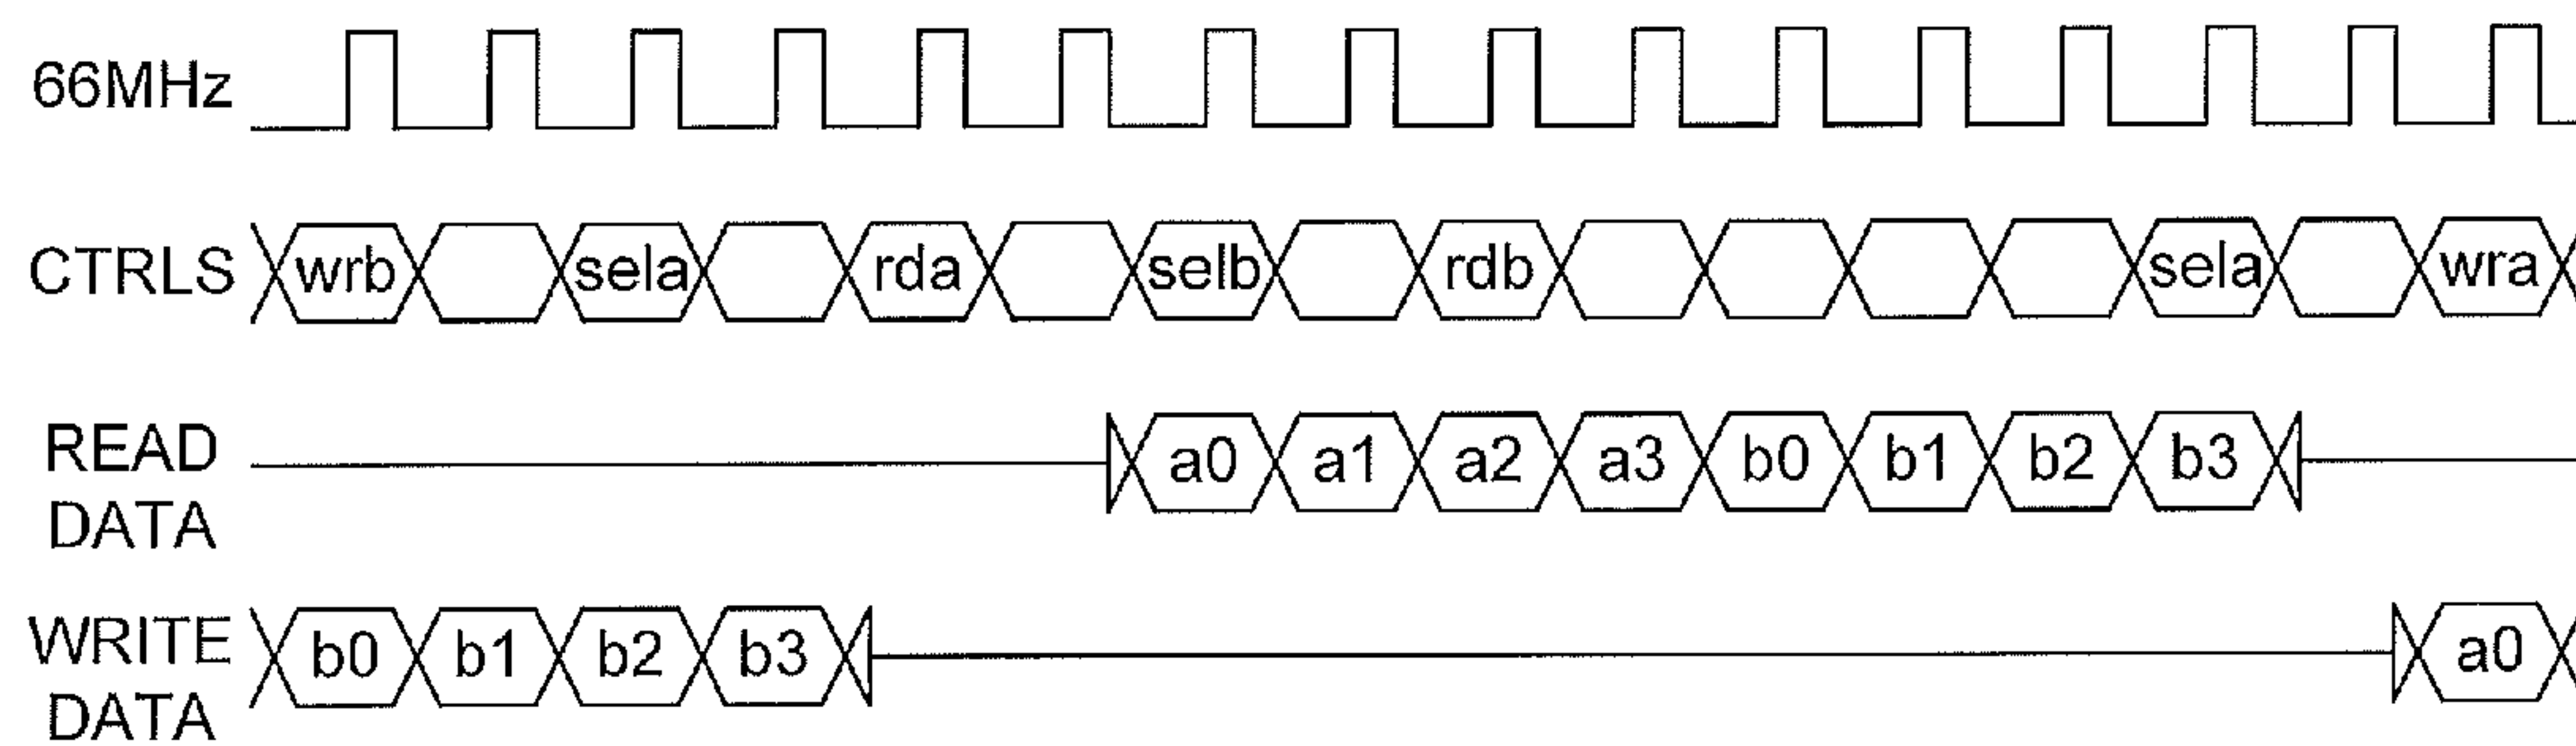 66MHz
CTRLS wrb sela rda selb rdb sela wra
READ DATA a0 a1 a2 a3 b0 b1 b2 b3
WRITE DATA b0 b1 b2 b3 a0